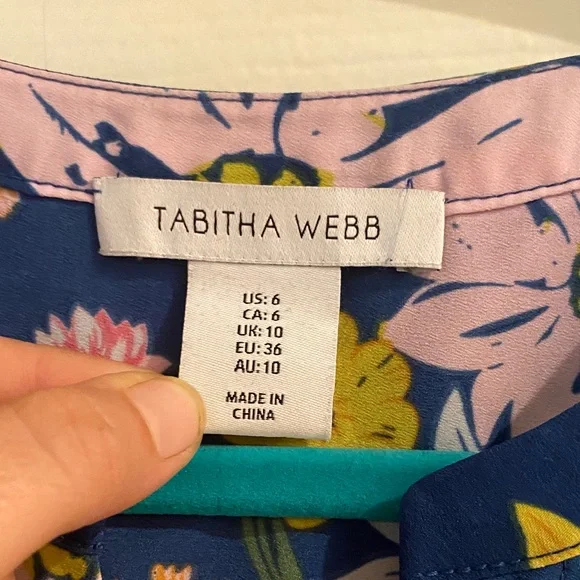 TABITHA WEBB
US: 6
CA: 6
UK: 10
EU: 36
AU: 10
MADE IN
CHINA